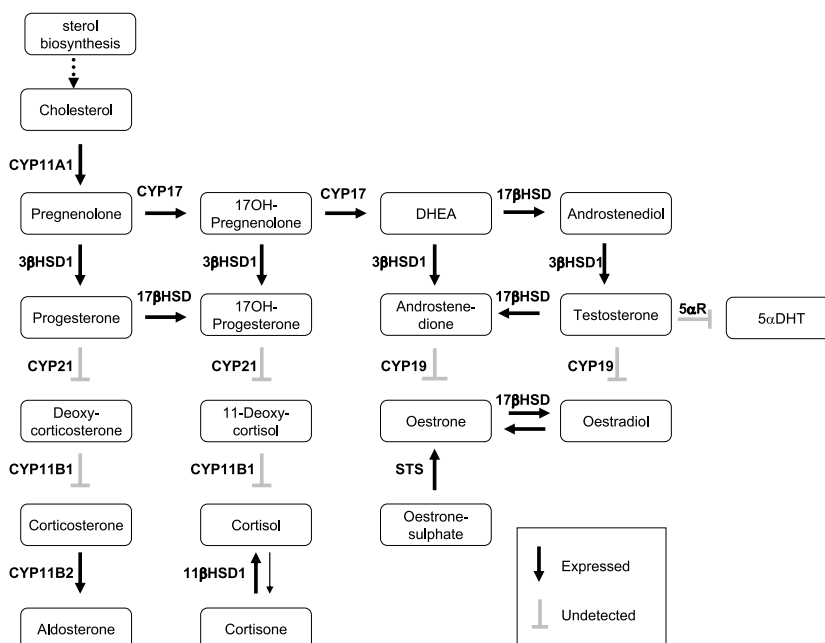 sterol
biosynthesis
Cholesterol
CYP11A1
CYP17
CYP17
17βHSD
Pregnenolone
17OH-
Pregnenolone
DHEA
Androstenediol
3βHSD1
3βHSD1
3βHSD1
3βHSD1
17βHSD
17βHSD
5αR
Progesterone
17OH-
Progesterone
Androstene-
dione
Testosterone
5αDHT
CYP21
CYP21
CYP19
CYP19
17βHSD
Deoxy-
corticosterone
11-Deoxy-
cortisol
Oestrone
Oestradiol
CYP11B1
CYP11B1
STS
Corticosterone
Cortisol
Oestrone-
sulphate
CYP11B2
11βHSD1
Expressed
Undetected
Aldosterone
Cortisone